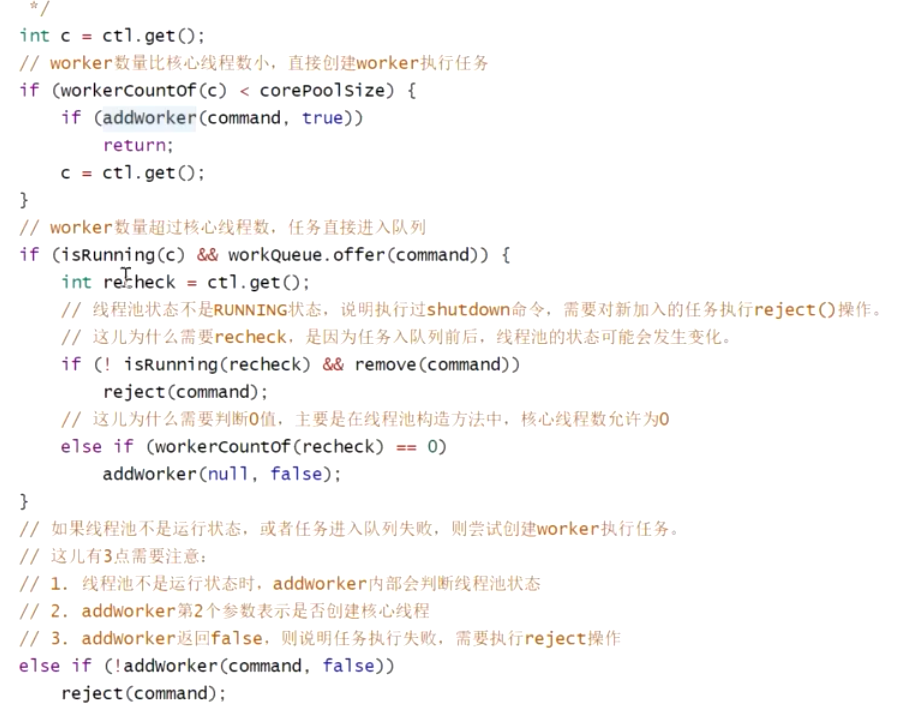 */
int c = ctl.get();
// worker数量比核心线程数小，直接创建worker执行任务
if (workerCountOf(c) < corePoolSize) {
if (addWorker(command, true))
return;
c = ctl.get();
}
// worker数量超过核心线程数，任务直接进入队列
if (isRunning(c) && workQueue.offer(command)) {
int recheck = ctl.get();
// 线程池状态不是RUNNING状态，说明执行过shutdown命令，需要对新加入的任务执行reject()操作。
// 这儿为什么需要recheck，是因为任务入队列前后，线程池的状态可能会发生变化。
if (! isRunning(recheck) && remove(command))
reject(command);
// 这儿为什么需要判断0值，主要是在线程池构造方法中，核心线程数允许为0
else if (workerCountOf(recheck) == 0)
addWorker(null, false);
}
// 如果线程池不是运行状态，或者任务进入队列失败，则尝试创建worker执行任务。
// 这儿有3点需要注意：
// 1. 线程池不是运行状态时，addWorker内部会判断线程池状态
// 2. addWorker第2个参数表示是否创建核心线程
// 3. addWorker返回false，则说明任务执行失败，需要执行reject操作
else if (!addWorker(command, false))
reject(command);